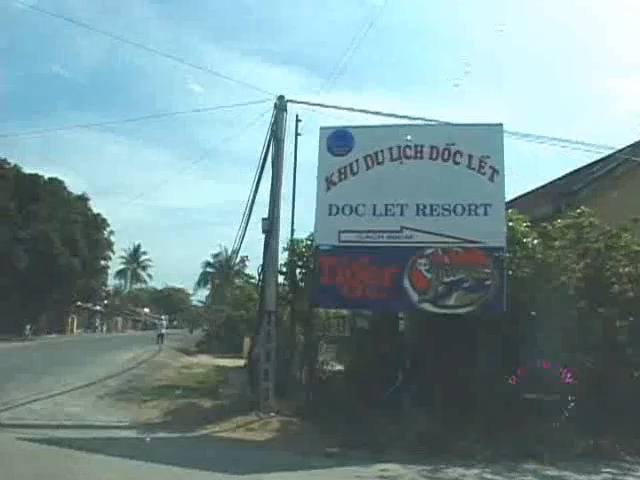 KHU DU LỊCH DỐC LẾT
DOC LET RESORT
Tiger